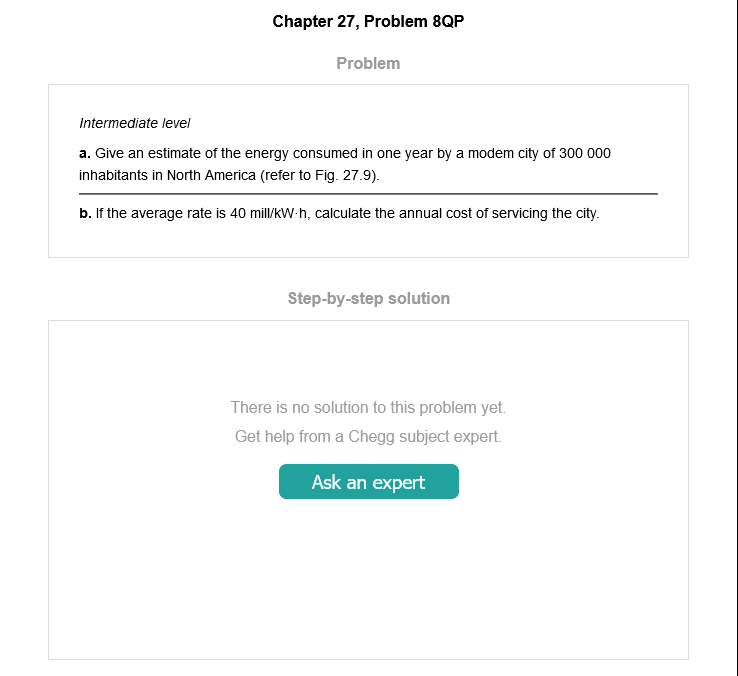 Chapter 27, Problem 8QP
Problem
Intermediate level
a. Give an estimate of the energy consumed in one year by a modem city of 300 000
inhabitants in North America (refer to Fig. 27.9).
b. If the average rate is 40 mill/kW·h, calculate the annual cost of servicing the city.
Step-by-step solution
There is no solution to this problem yet.
Get help from a Chegg subject expert.
Ask an expert